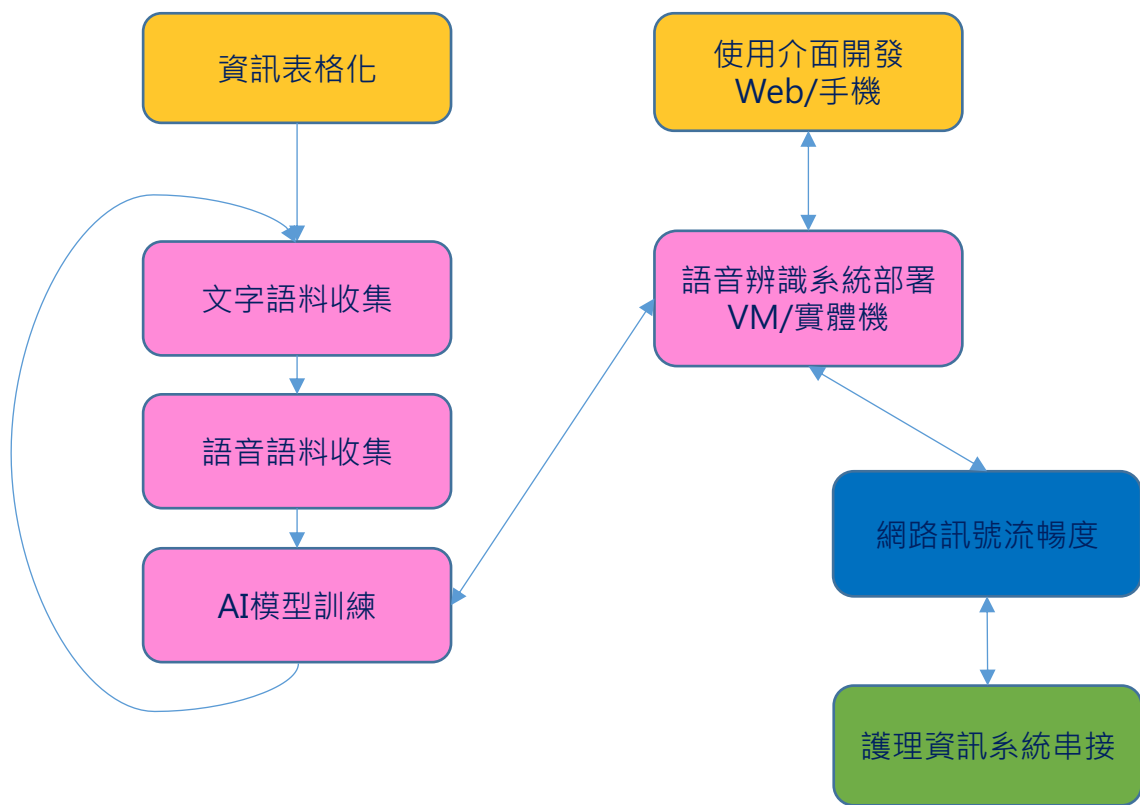 資訊表格化
文字語料收集
語音語料收集
AI模型訓練
使用介面開發
Web/手機
語音辨識系統部署
VM/實體機
網路訊號流暢度
護理資訊系統串接